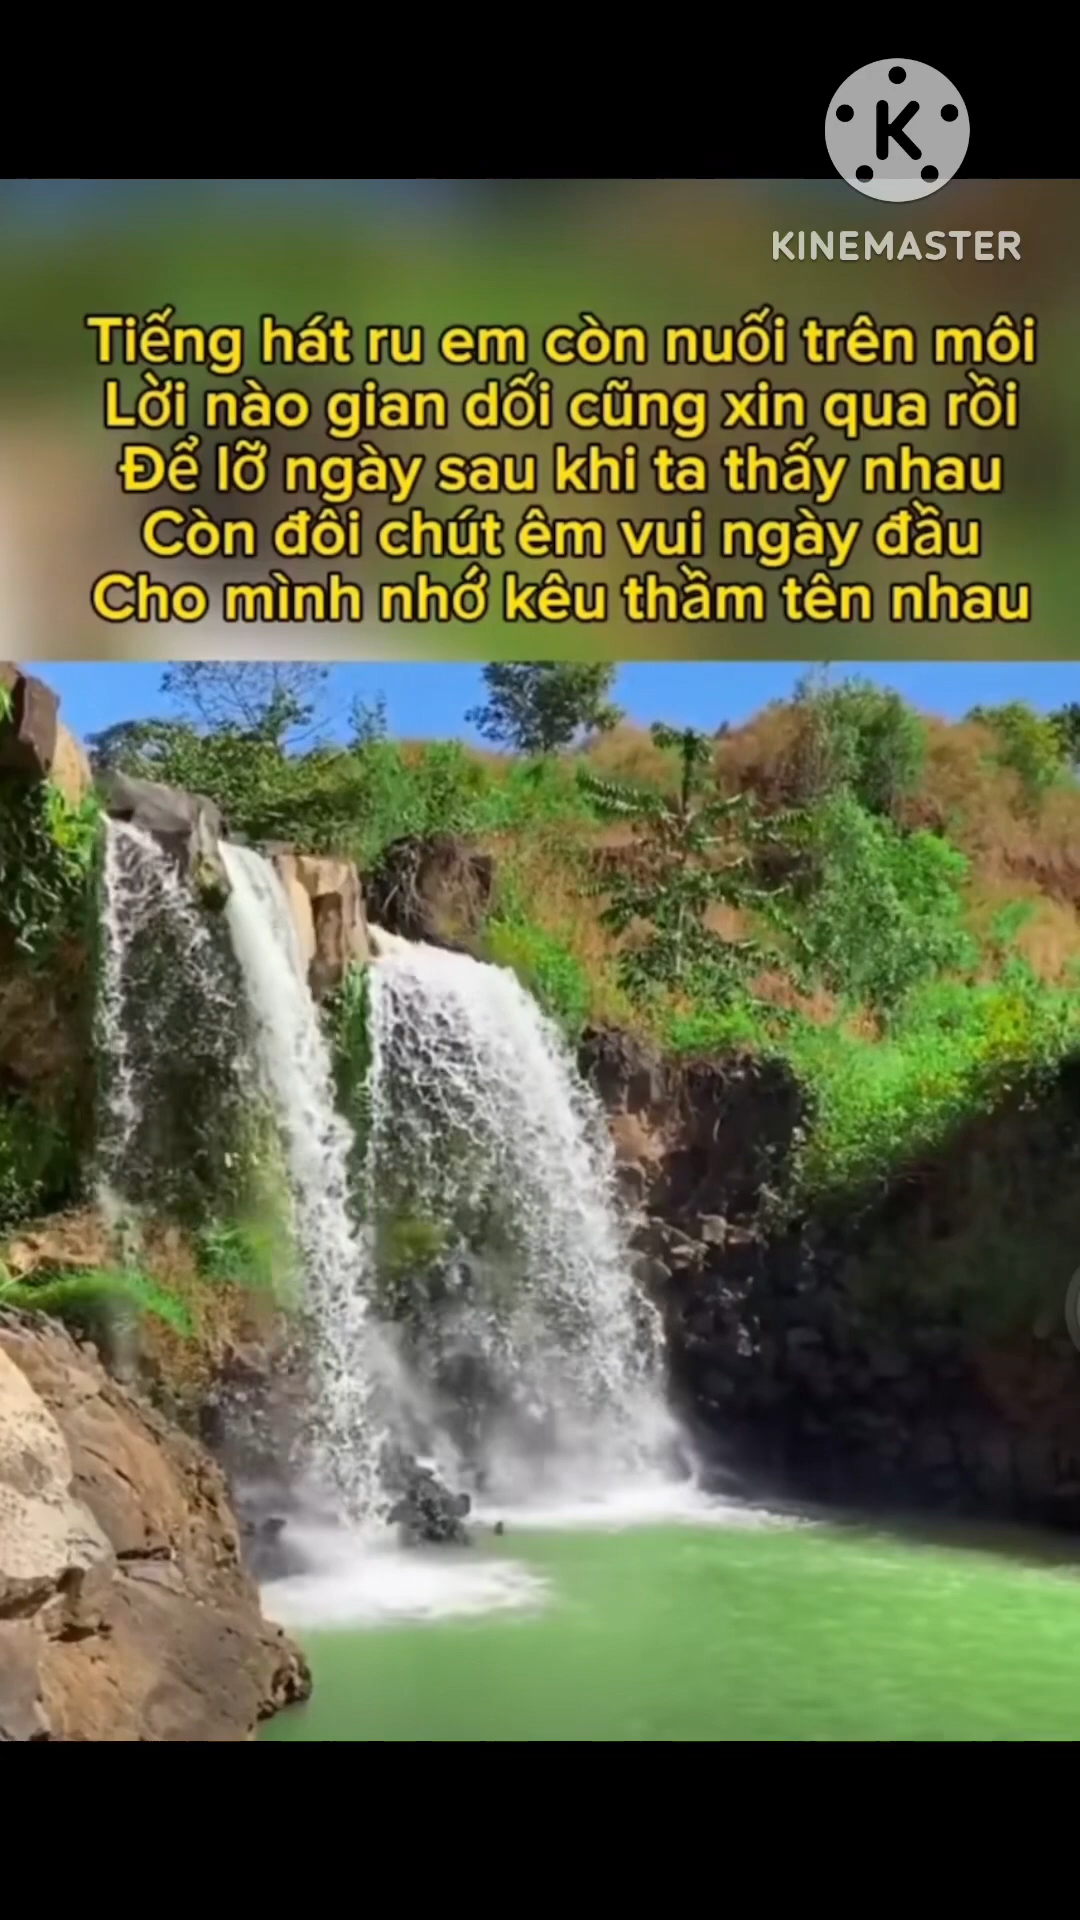 K
KINEMASTER
Tiếng hát ru em còn nuối trên môi
Lời nào gian dối cũng xin qua rồi
Để lỡ ngày sau khi ta thấy nhau
Còn đôi chút êm vui ngày đầu
Cho mình nhớ kêu thầm tên nhau